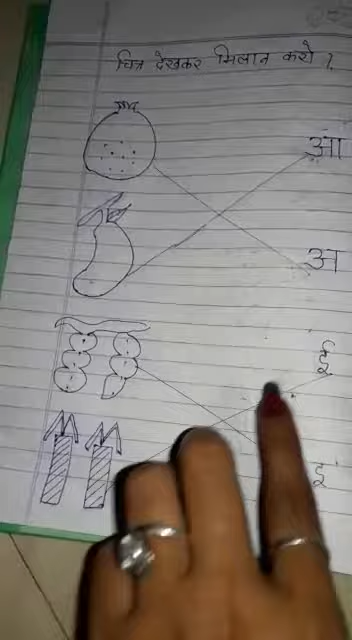 चित्र देखकर मिलान करो ।
आ
अ
ई
इ